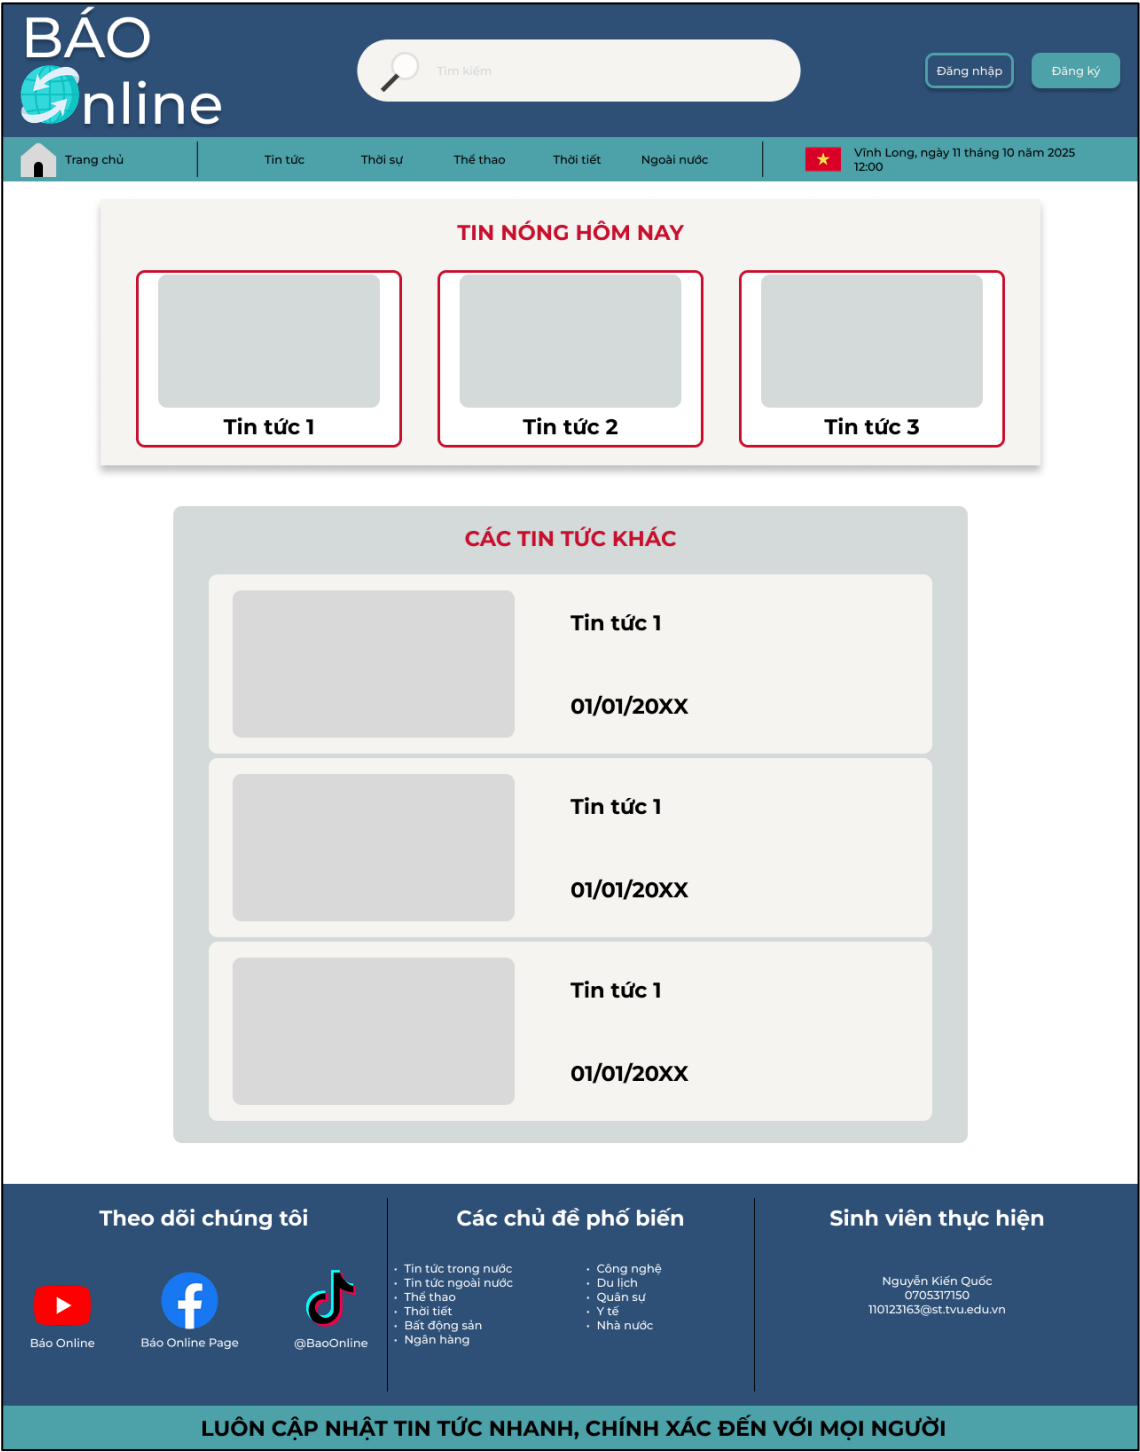 BÁO
Online
Tìm kiếm
Đăng nhập
Đăng ký
Trang chủ
Tin tức
Thời sự
Thể thao
Thời tiết
Ngoài nước
Vĩnh Long, ngày 11 tháng 10 năm 2025
12:00
TIN NÓNG HÔM NAY
Tin tức 1
Tin tức 2
Tin tức 3
CÁC TIN TỨC KHÁC
Tin tức 1
01/01/20XX
Tin tức 1
01/01/20XX
Tin tức 1
01/01/20XX
Theo dõi chúng tôi
Báo Online
Báo Online Page
@BaoOnline
Các chủ đề phổ biến
• Tin tức trong nước
• Tin tức ngoài nước
• Thể thao
• Thời tiết
• Bất động sản
• Ngân hàng
• Công nghệ
• Du lịch
• Quân sự
• Y tế
• Nhà nước
Sinh viên thực hiện
Nguyễn Kiến Quốc
0705317150
110123163@st.tvu.edu.vn
LUÔN CẬP NHẬT TIN TỨC NHANH, CHÍNH XÁC ĐẾN VỚI MỌI NGƯỜI